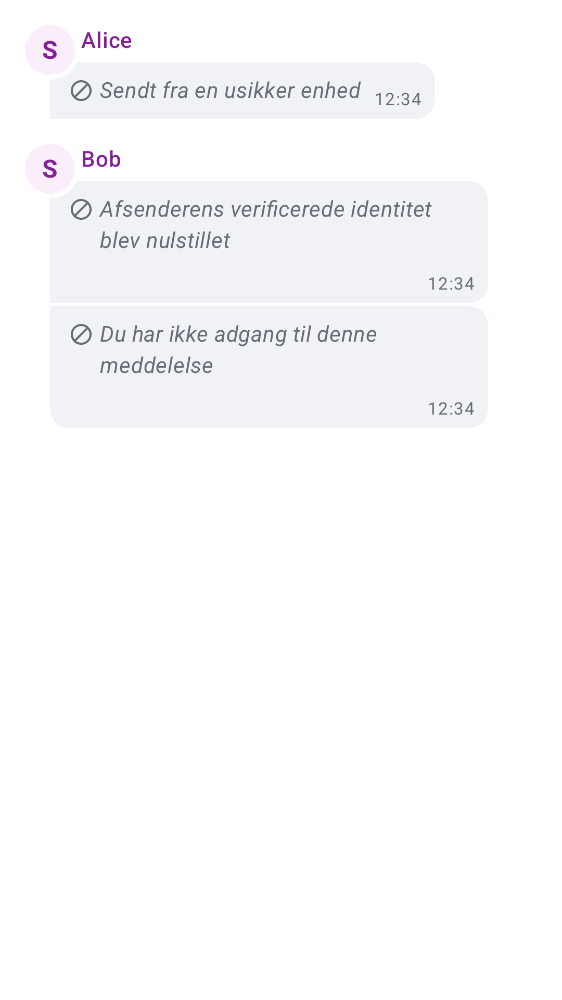 S
Alice
Sendt fra en usikker enhed
12:34
S
Bob
Afsenderens verificerede identitet
blev nulstillet
12:34
Du har ikke adgang til denne
meddelelse
12:34